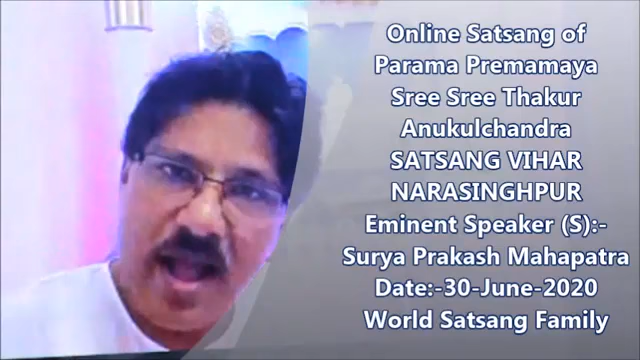 Online Satsang of
Parama Premamaya
Sree Sree Thakur
Anukulchandra
SATSANG VIHAR
NARASINGHPUR
Eminent Speaker (S):-
Surya Prakash Mahapatra
Date:-30-June-2020
World Satsang Family